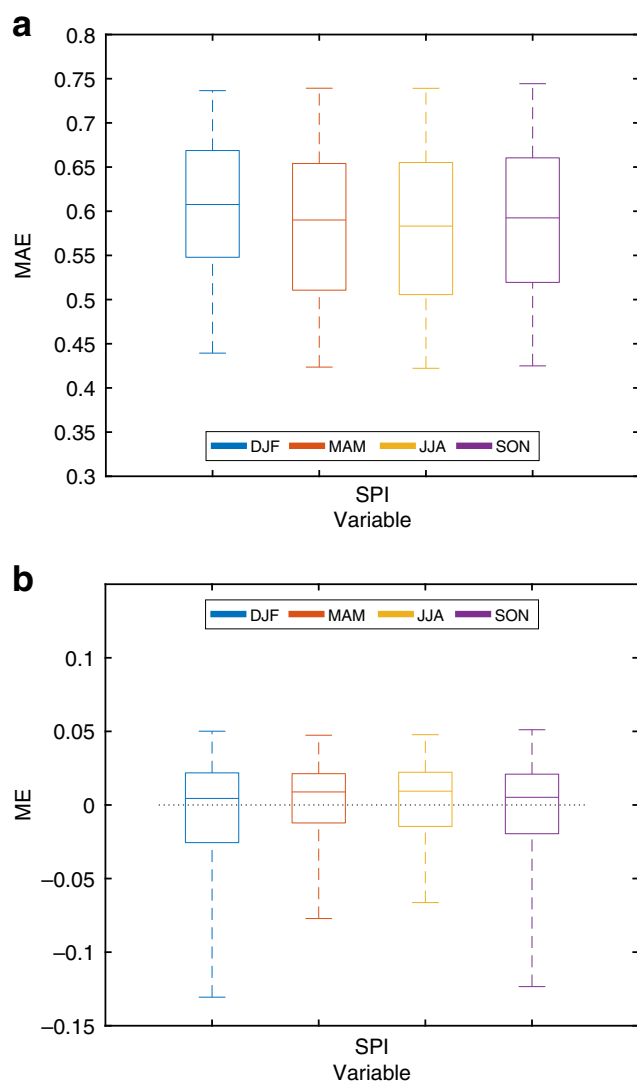 a
0.8
0.75
0.7
0.65
0.6
0.55
0.5
0.45
0.4
0.35
0.3
MAE
DJF MAM JJA SON
SPI
Variable
b
0.1
0.05
0
−0.05
−0.1
−0.15
ME
DJF MAM JJA SON
SPI
Variable